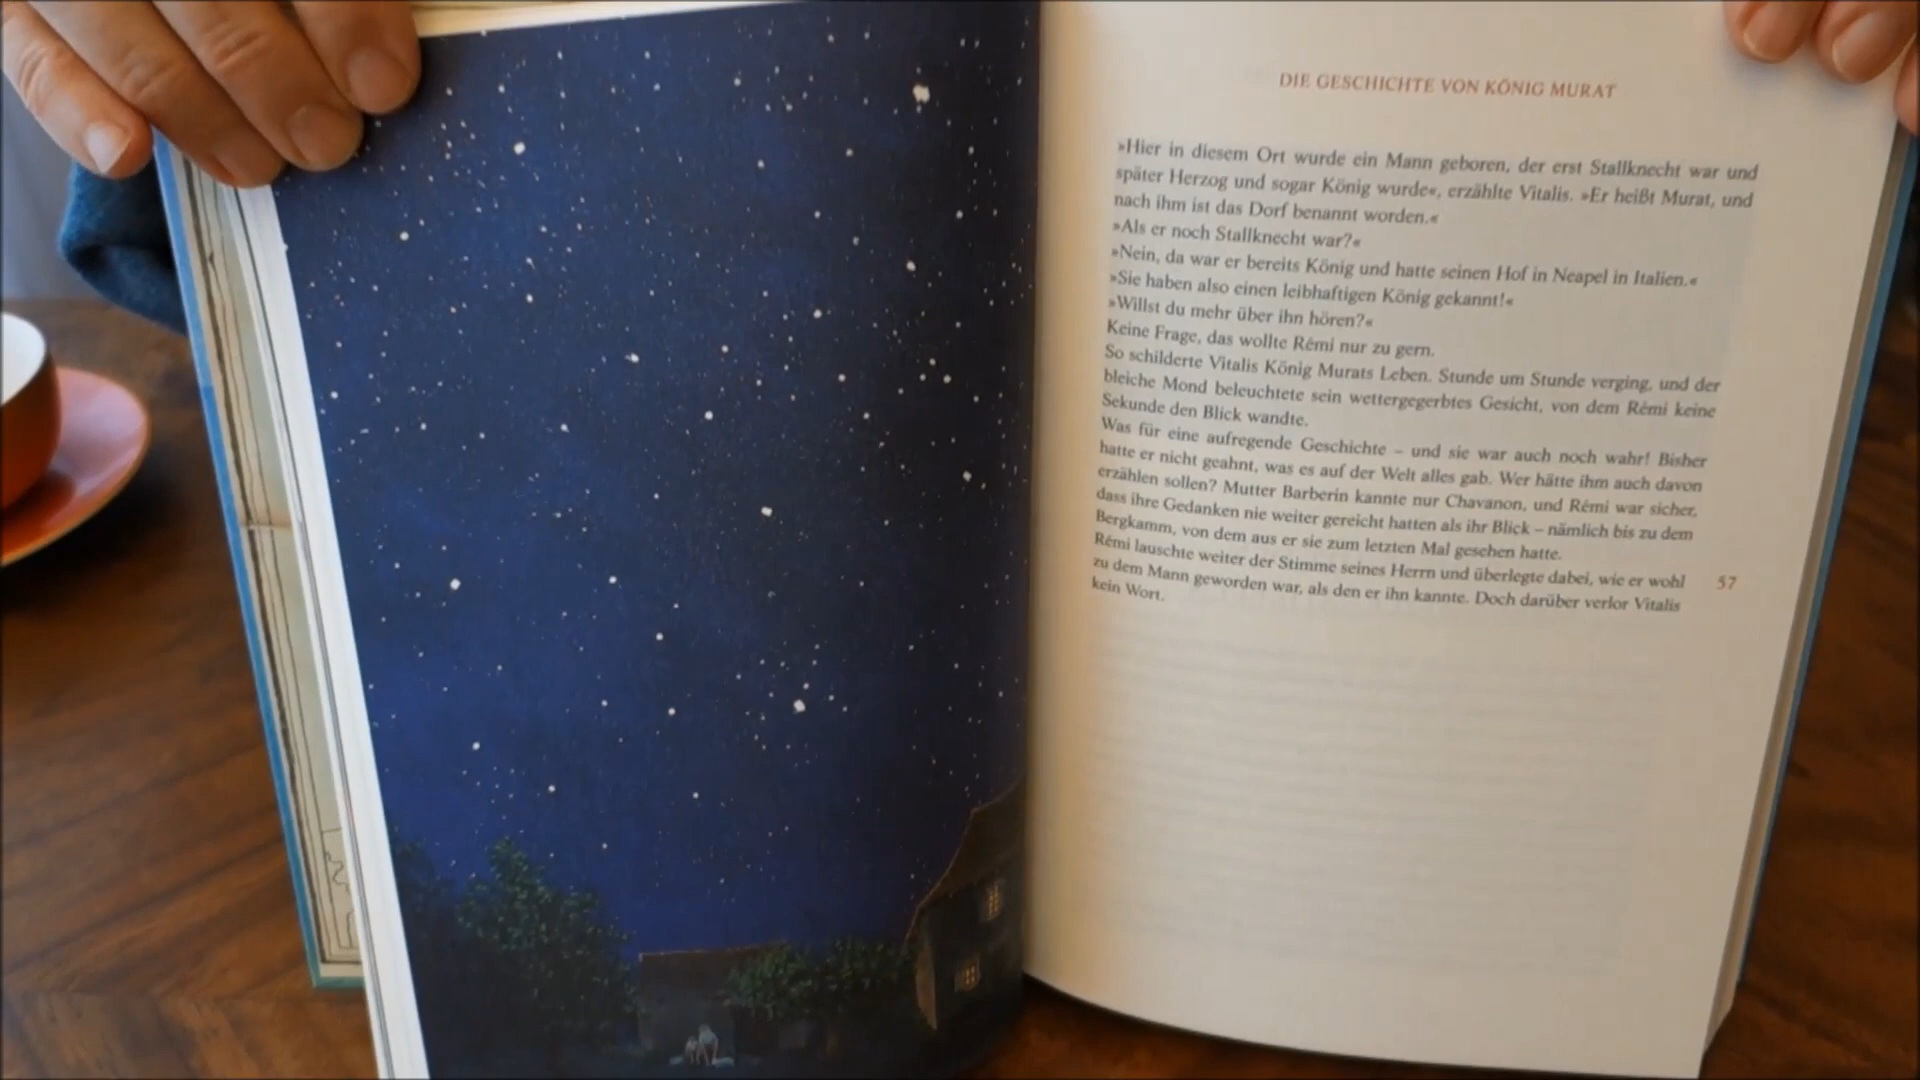 DIE GESCHICHTE VON KÖNIG MURAT
»Hier in diesem Ort wurde ein Mann geboren, der erst Stallknecht war und
später Herzog und sogar König wurde«, erzählte Vitalis. »Er heißt Murat, und
nach ihm ist das Dorf benannt worden.«
»Als er noch Stallknecht war?«
»Nein, da war er bereits König und hatte seinen Hof in Neapel in Italien.«
»Sie haben also einen leibhaftigen König gekannt!«
»Willst du mehr über ihn hören?«
Keine Frage, das wollte Rémi nur zu gern.
So schilderte Vitalis König Murats Leben. Stunde um Stunde verging, und der
bleiche Mond beleuchtete sein wettergegerbtes Gesicht, von dem Rémi keine
Sekunde den Blick wandte.
Was für eine aufregende Geschichte – und sie war auch noch wahr! Bisher
hatte er nicht geahnt, was es auf der Welt alles gab. Wer hätte ihm auch davon
erzählen sollen? Mutter Barberin kannte nur Chavanon, und Rémi war sicher,
dass ihre Gedanken nie weiter gereicht hatten als ihr Blick – nämlich bis zu dem
Bergkamm, von dem aus er sie zum letzten Mal gesehen hatte.
Rémi lauschte weiter der Stimme seines Herrn und überlegte dabei, wie er wohl
zu dem Mann geworden war, als den er ihn kannte. Doch darüber verlor Vitalis
kein Wort.
57